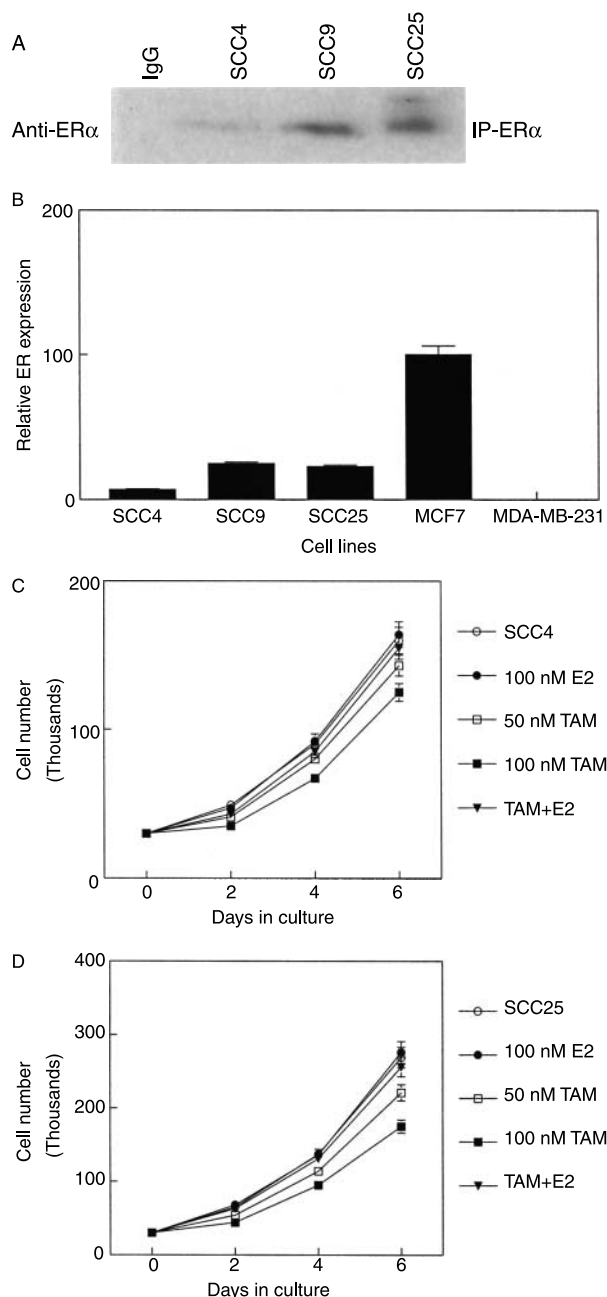 A
IgG
SCC4
SCC9
SCC25
Anti-ERα
IP-ERα
B
Relative ER expression
200
100
0
SCC4 SCC9 SCC25 MCF7 MDA-MB-231
Cell lines
C
Cell number
(Thousands)
200
100
0
0 2 4 6
Days in culture
SCC4
100 nM E2
50 nM TAM
100 nM TAM
TAM+E2
D
Cell number
(Thousands)
400
300
200
100
0
0 2 4 6
Days in culture
SCC25
100 nM E2
50 nM TAM
100 nM TAM
TAM+E2